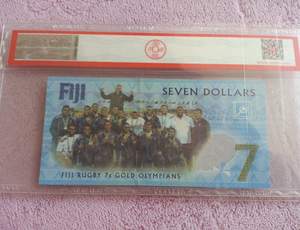 FIJI
SEVEN DOLLARS
FIJI RUGBY 7s GOLD OLYMPIANS
7